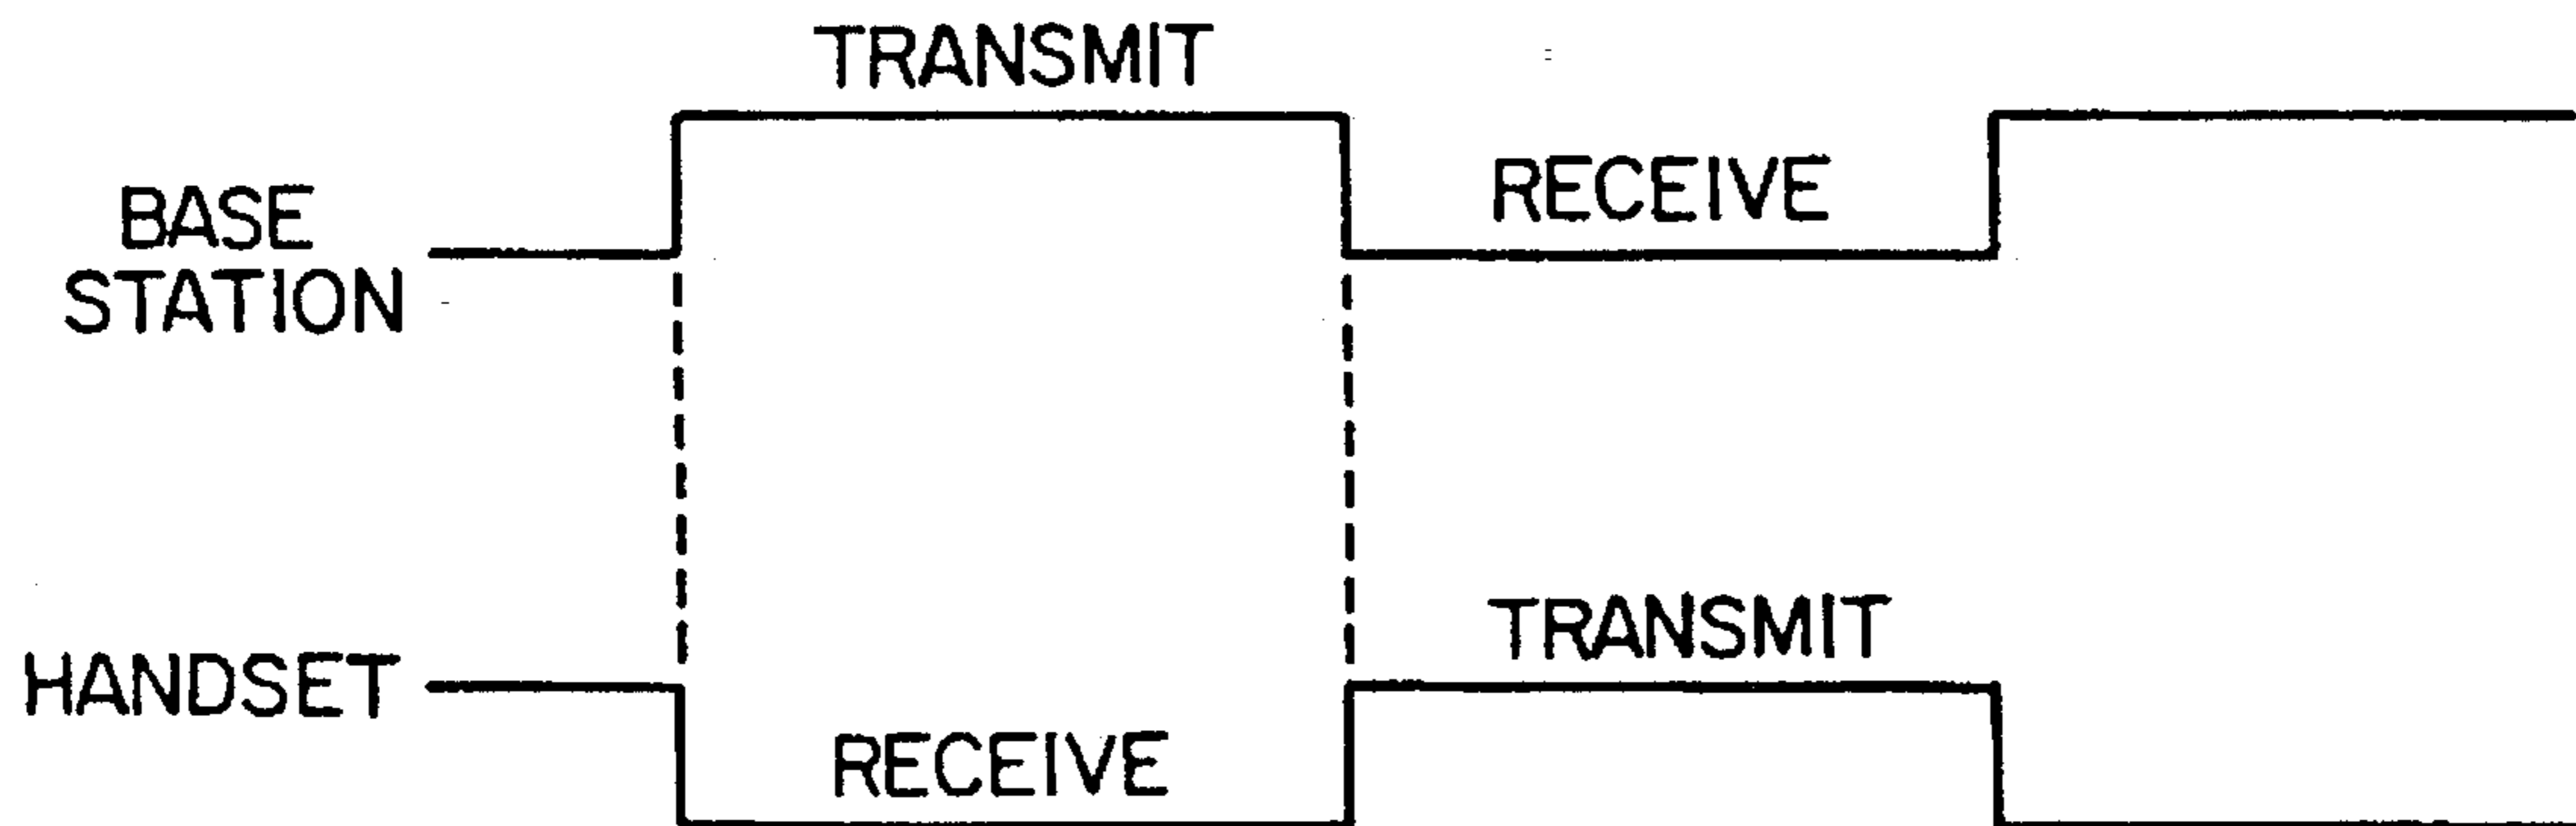 TRANSMIT
RECEIVE
BASE
STATION
TRANSMIT
HANDSET
RECEIVE